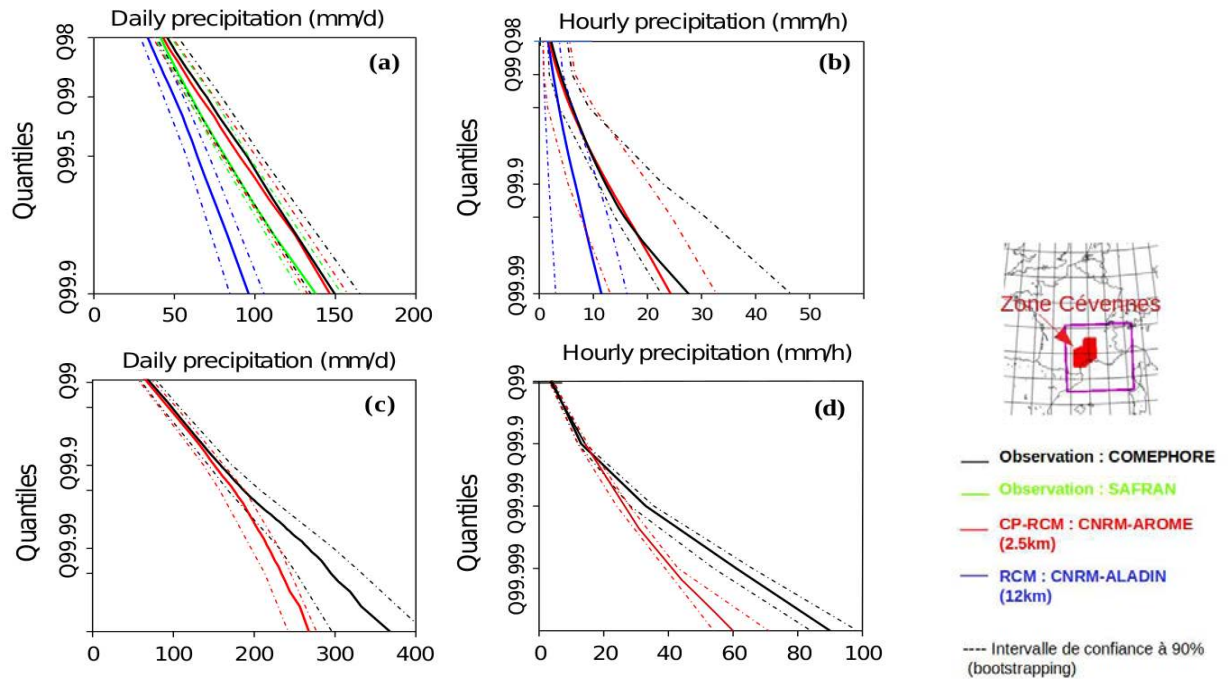 Daily precipitation (mm/d)
Hourly precipitation (mm/h)
(a)
(b)
Quantiles
Q98
Q99
Q99.5
Q99.9
0 50 100 150 200
Quantiles
Q98
Q99
Q99.9
Q99.99
0 10 20 30 40 50
Daily precipitation (mm/d)
Hourly precipitation (mm/h)
(c)
(d)
Quantiles
Q99
Q99.9
Q99.99
0 100 200 300 400
Quantiles
Q99
Q99.9
Q99.99
Q99.999
0 20 40 60 80 100
Zone Cévennes
Observation : COMEPHORE
Observation : SAFRAN
CP-RCM : CNRM-AROME
(2.5km)
RCM : CNRM-ALADIN
(12km)
---- Intervalle de confiance à 90%
(bootstrapping)